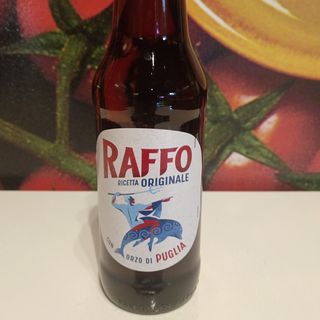 RAFFO
RICETTA ORIGINALE
CON ORZO DI PUGLIA